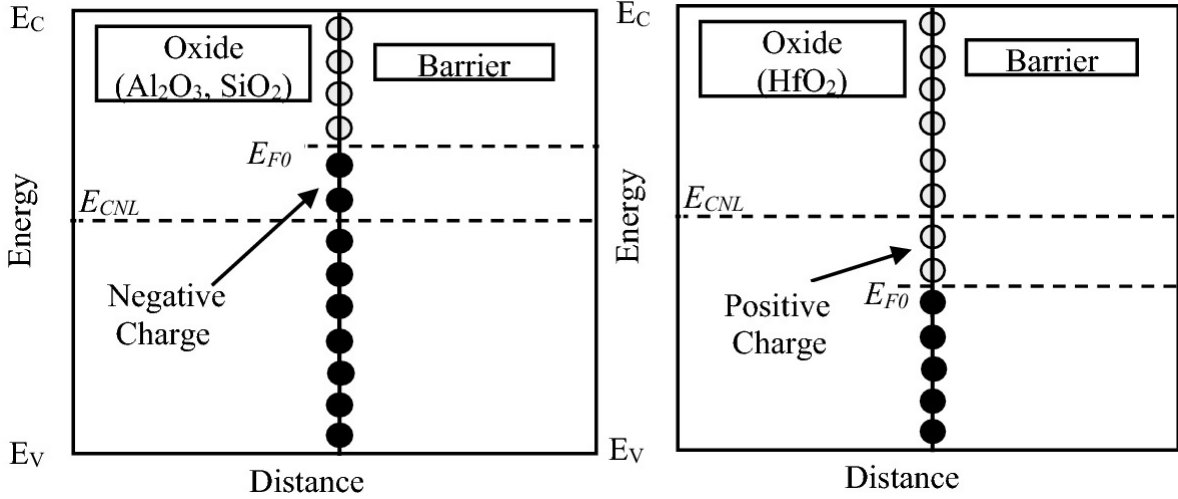 E_C
Oxide
(Al₂O₃, SiO₂)
Barrier
E_F0
E_CNL
Energy
Negative
Charge
E_V
Distance
E_C
Oxide
(HfO₂)
Barrier
E_CNL
Energy
E_F0
Positive
Charge
E_V
Distance